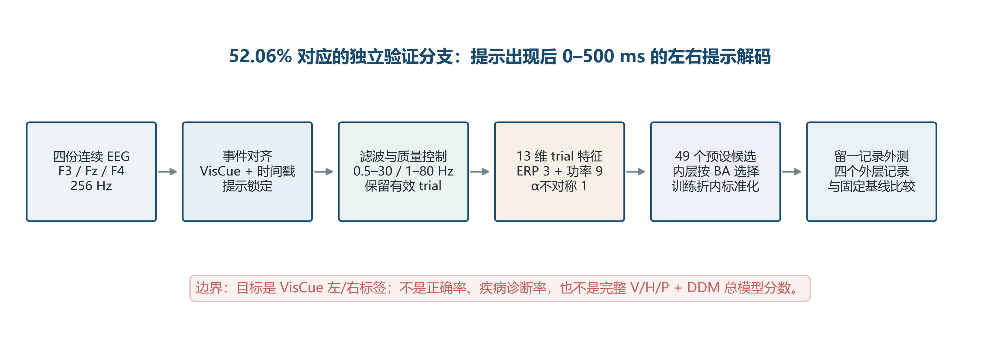 52.06% 对应的独立验证分支：提示出现后 0–500 ms 的左右提示解码
四份连续 EEG
F3 / Fz / F4
256 Hz
事件对齐
VisCue + 时间戳
提示锁定
滤波与质量控制
0.5–30 / 1–80 Hz
保留有效 trial
13 维 trial 特征
ERP 3 + 功率 9
α不对称 1
49 个预设候选
内层按 BA 选择
训练折内标准化
留一记录外测
四个外层记录
与固定基线比较
边界：目标是 VisCue 左/右标签；不是正确率、疾病诊断率，也不是完整 V/H/P + DDM 总模型分数。